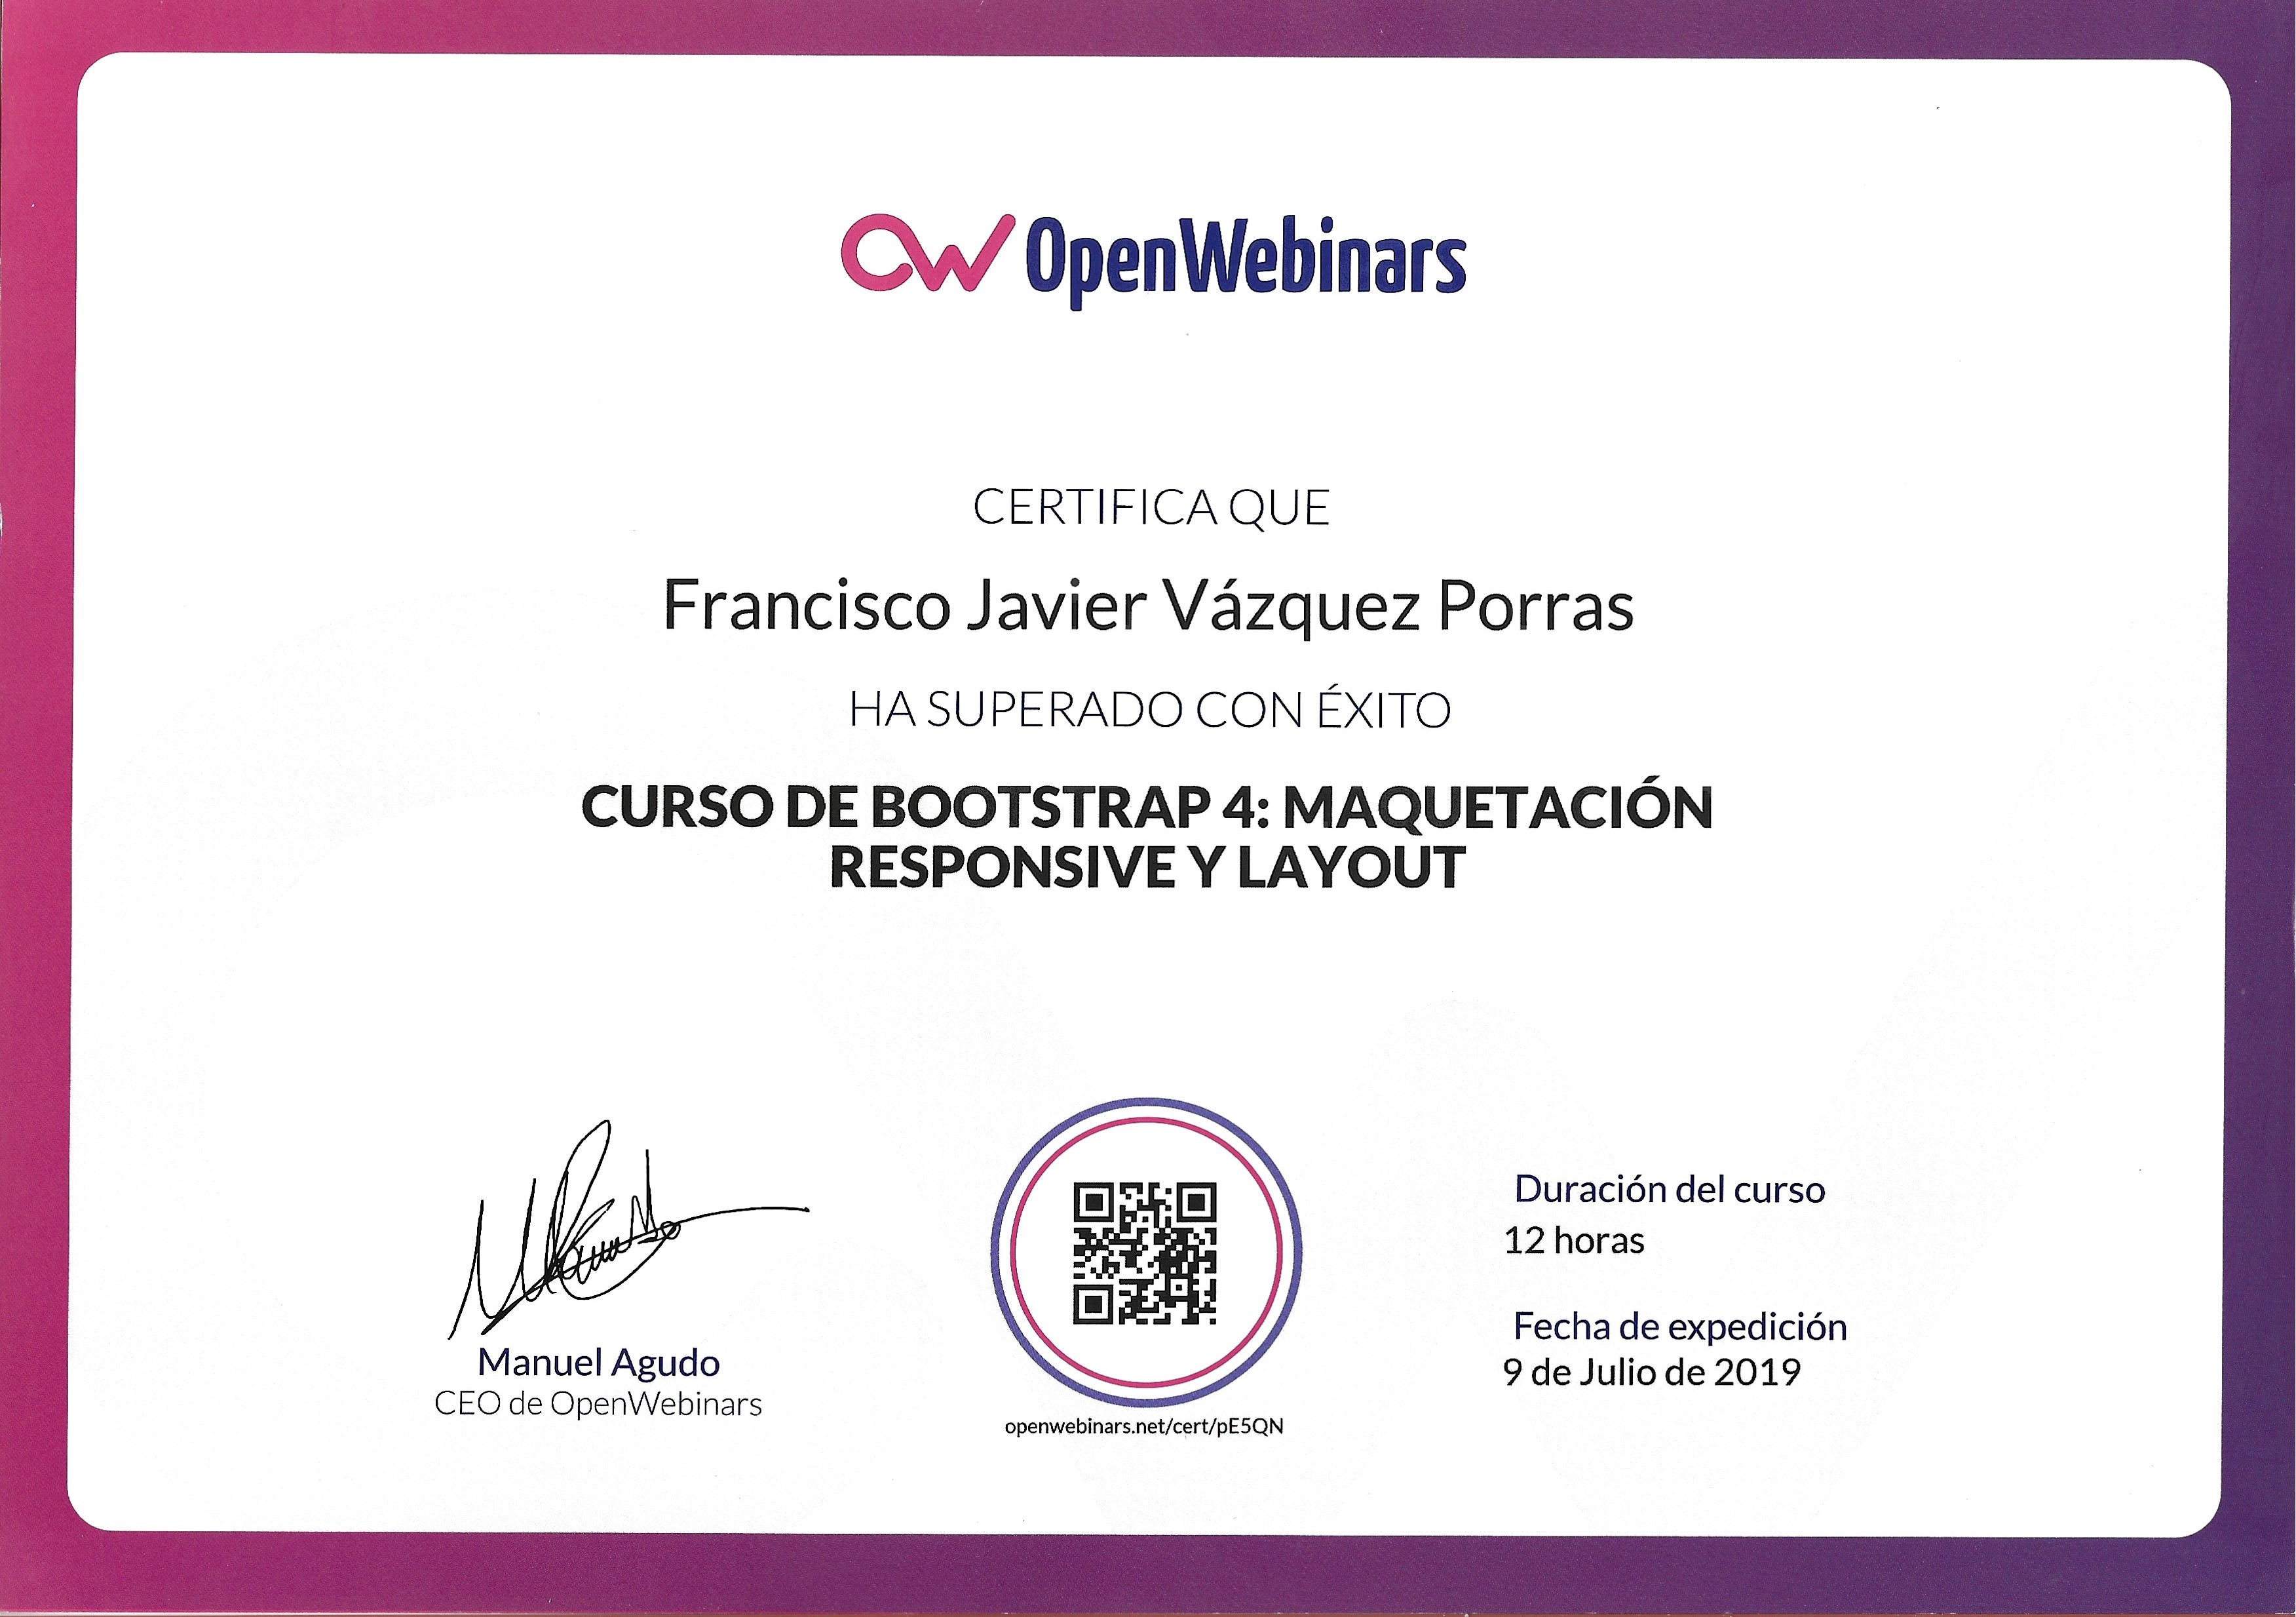 OpenWebinars
CERTIFICA QUE
Francisco Javier Vázquez Porras
HA SUPERADO CON ÉXITO
CURSO DE BOOTSTRAP 4: MAQUETACIÓN
RESPONSIVE Y LAYOUT
Manuel Agudo
CEO de OpenWebinars
openwebinars.net/cert/pE5QN
Duración del curso
12 horas
Fecha de expedición
9 de Julio de 2019